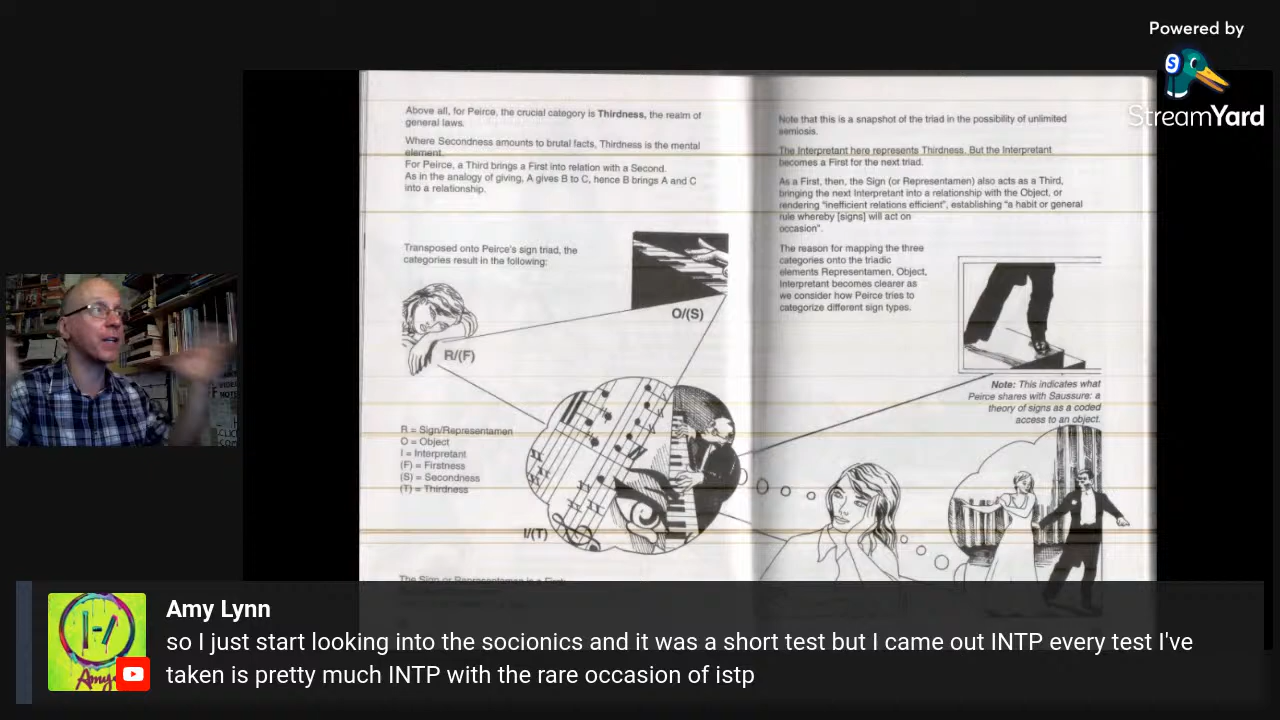 Powered by
StreamYard
Above all, for Peirce, the crucial category is Thirdness, the realm of
general laws.
Where Secondness amounts to brutal facts, Thirdness is the mental
element.
For Peirce, a Third brings a First into relation with a Second.
As in the analogy of giving, A gives B to C, hence B brings A and C
into a relationship.
Transposed onto Peirce's sign triad, the
categories result in the following:
O/(S)
R/(F)
R = Sign/Representamen
O = Object
I = Interpretant
(F) = Firstness
(S) = Secondness
(T) = Thirdness
I/(T)
The Sign or Representamen is a First;
Note that this is a snapshot of the triad in the possibility of unlimited
semiosis.
The Interpretant here represents Thirdness. But the Interpretant
becomes a First for the next triad.
As a First, then, the Sign (or Representamen) also acts as a Third,
bringing the next Interpretant into a relationship with the Object, or
rendering "inefficient relations efficient", establishing "a habit or general
rule whereby [signs] will act on
occasion".
The reason for mapping the three
categories onto the triadic
elements Representamen, Object,
Interpretant becomes clearer as
we consider how Peirce tries to
categorize different sign types.
Note: This indicates what
Peirce shares with Saussure: a
theory of signs as a coded
access to an object.
Amy Lynn
so I just start looking into the socionics and it was a short test but I came out INTP every test I've
taken is pretty much INTP with the rare occasion of istp